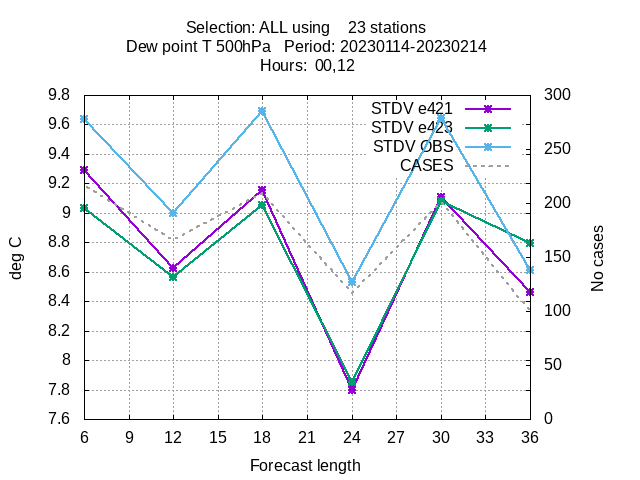 Selection: ALL using 23 stations
Dew point T 500hPa Period: 20230114-20230214
Hours: 00,12
STDV e421
STDV e423
STDV OBS
CASES
9.8
9.6
9.4
9.2
9
8.8
8.6
8.4
8.2
8
7.8
7.6
deg C
300
250
200
150
100
50
0
No cases
6 9 12 15 18 21 24 27 30 33 36
Forecast length